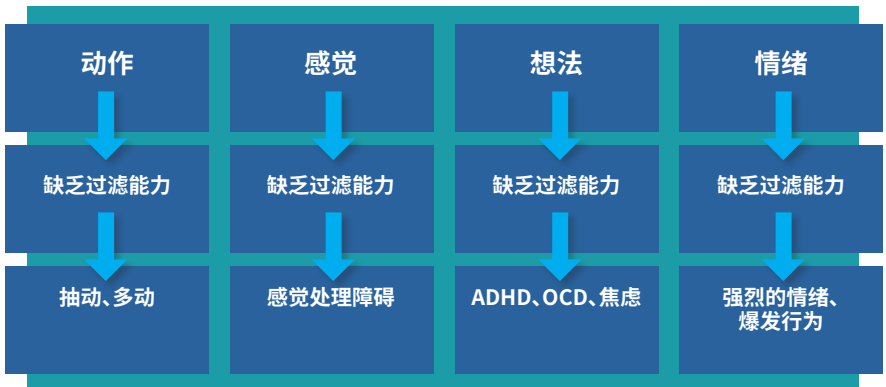 动作
感觉
想法
情绪
缺乏过滤能力
缺乏过滤能力
缺乏过滤能力
缺乏过滤能力
抽动、多动
感觉处理障碍
ADHD、OCD、焦虑
强烈的情绪、
爆发行为